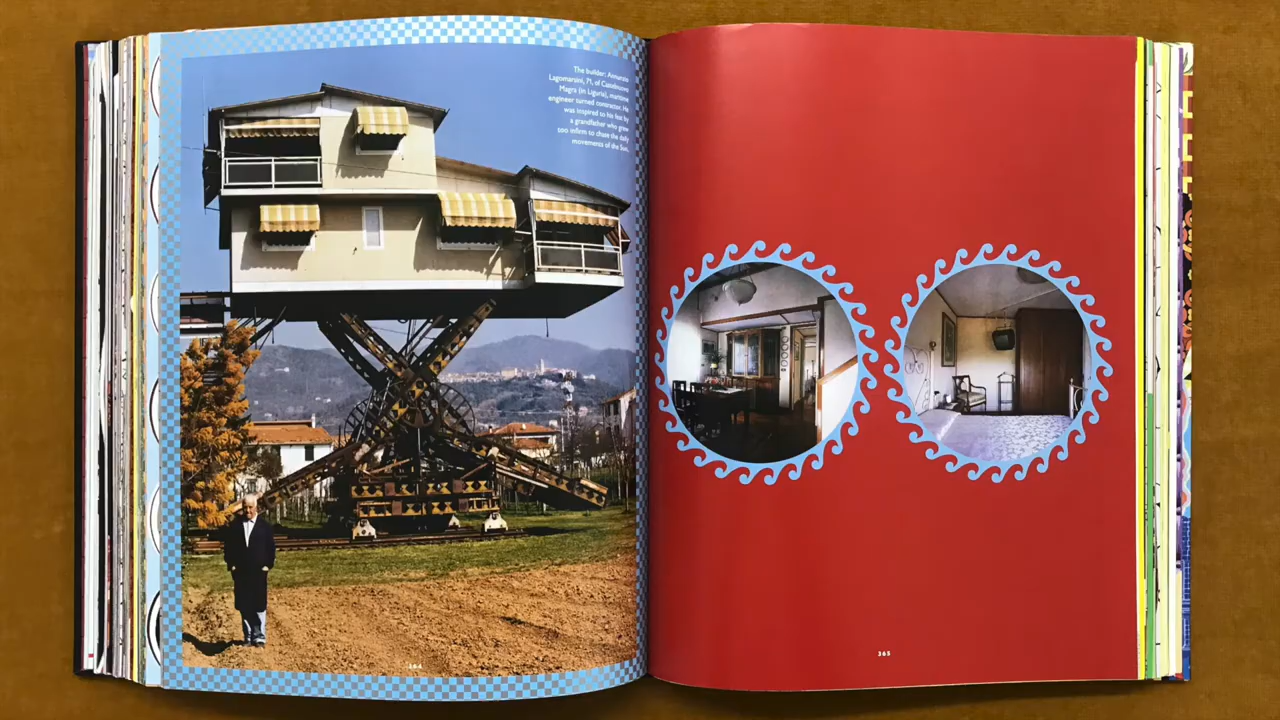 The builder: Annunzio
Lagomarsini, 71, of Castelnuovo
Magra (in Liguria), maritime
engineer turned contractor. He
was inspired to his feat by
a grandfather who grew
too infirm to chase the daily
movements of the Sun.
364
365